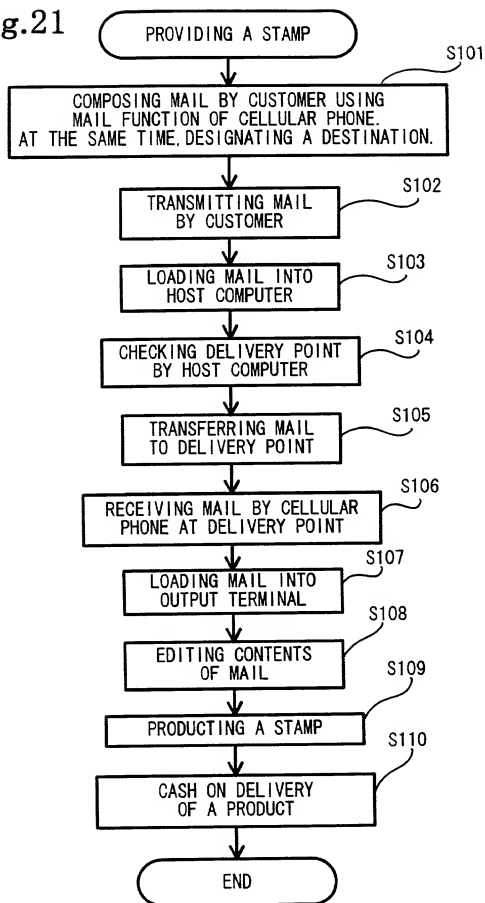 g.21
PROVIDING A STAMP
S101
COMPOSING MAIL BY CUSTOMER USING
MAIL FUNCTION OF CELLULAR PHONE.
AT THE SAME TIME, DESIGNATING A DESTINATION.
S102
TRANSMITTING MAIL
BY CUSTOMER
S103
LOADING MAIL INTO
HOST COMPUTER
S104
CHECKING DELIVERY POINT
BY HOST COMPUTER
S105
TRANSFERRING MAIL
TO DELIVERY POINT
S106
RECEIVING MAIL BY CELLULAR
PHONE AT DELIVERY POINT
S107
LOADING MAIL INTO
OUTPUT TERMINAL
S108
EDITING CONTENTS
OF MAIL
S109
PRODUCTING A STAMP
S110
CASH ON DELIVERY
OF A PRODUCT
END